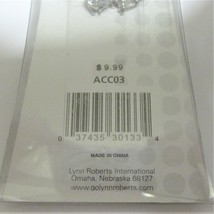 $ 9.99
ACC03
0 37435 30133 4
MADE IN CHINA
Lynn Roberts International
Omaha, Nebraska 68127
www.golynnroberts.com